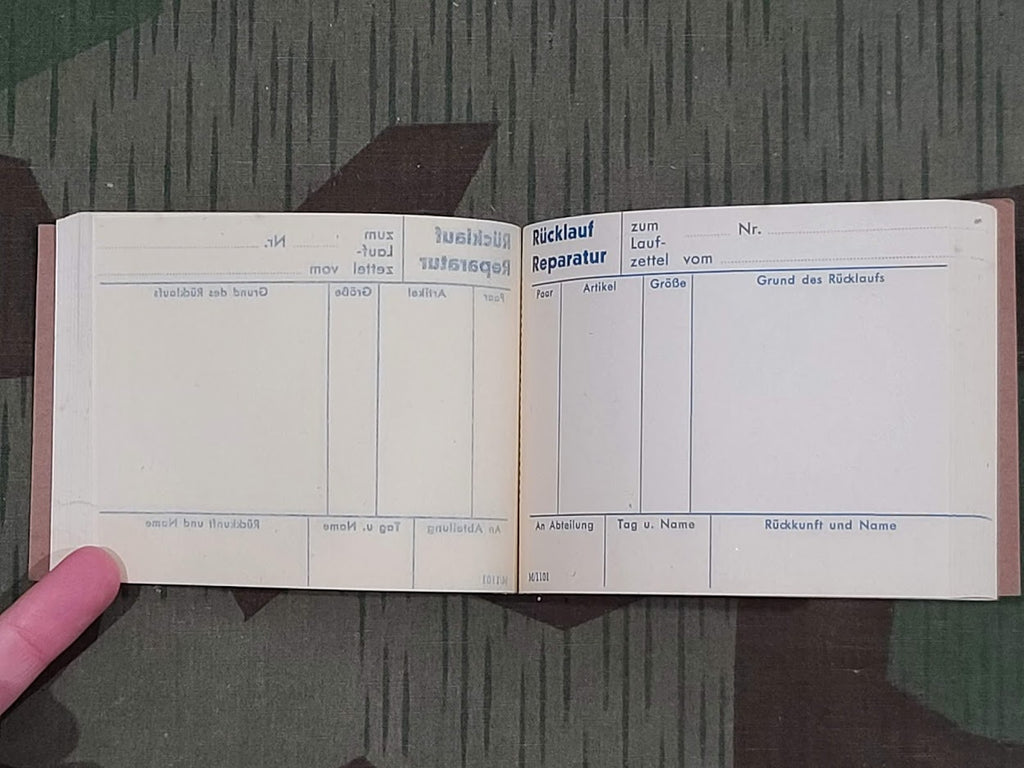 Rücklauf
Reparatur
zum Nr.
Lauf-
zettel vom
Paar Artikel Größe Grund des Rücklaufs
An Abteilung Tag u. Name Rückkunft und Name